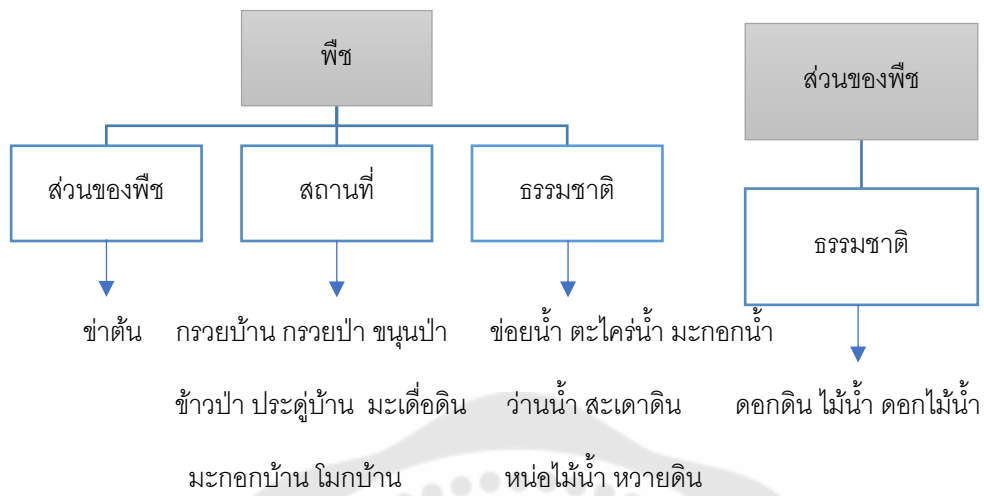 พืช
ส่วนของพืช
สถานที่
ธรรมชาติ
ข่าต้น
กรวยบ้าน กรวยป่า ขนุนป่า
ข้าวป่า ประดู่บ้าน มะเดื่อดิน
มะกอกบ้าน โมกบ้าน
ข่อยน้ำ ตะไคร่น้ำ มะกอกน้ำ
ว่านน้ำ สะเดาดิน
หน่อไม้น้ำ หวายดิน
ส่วนของพืช
ธรรมชาติ
ดอกดิน ไม้น้ำ ดอกไม้น้ำ